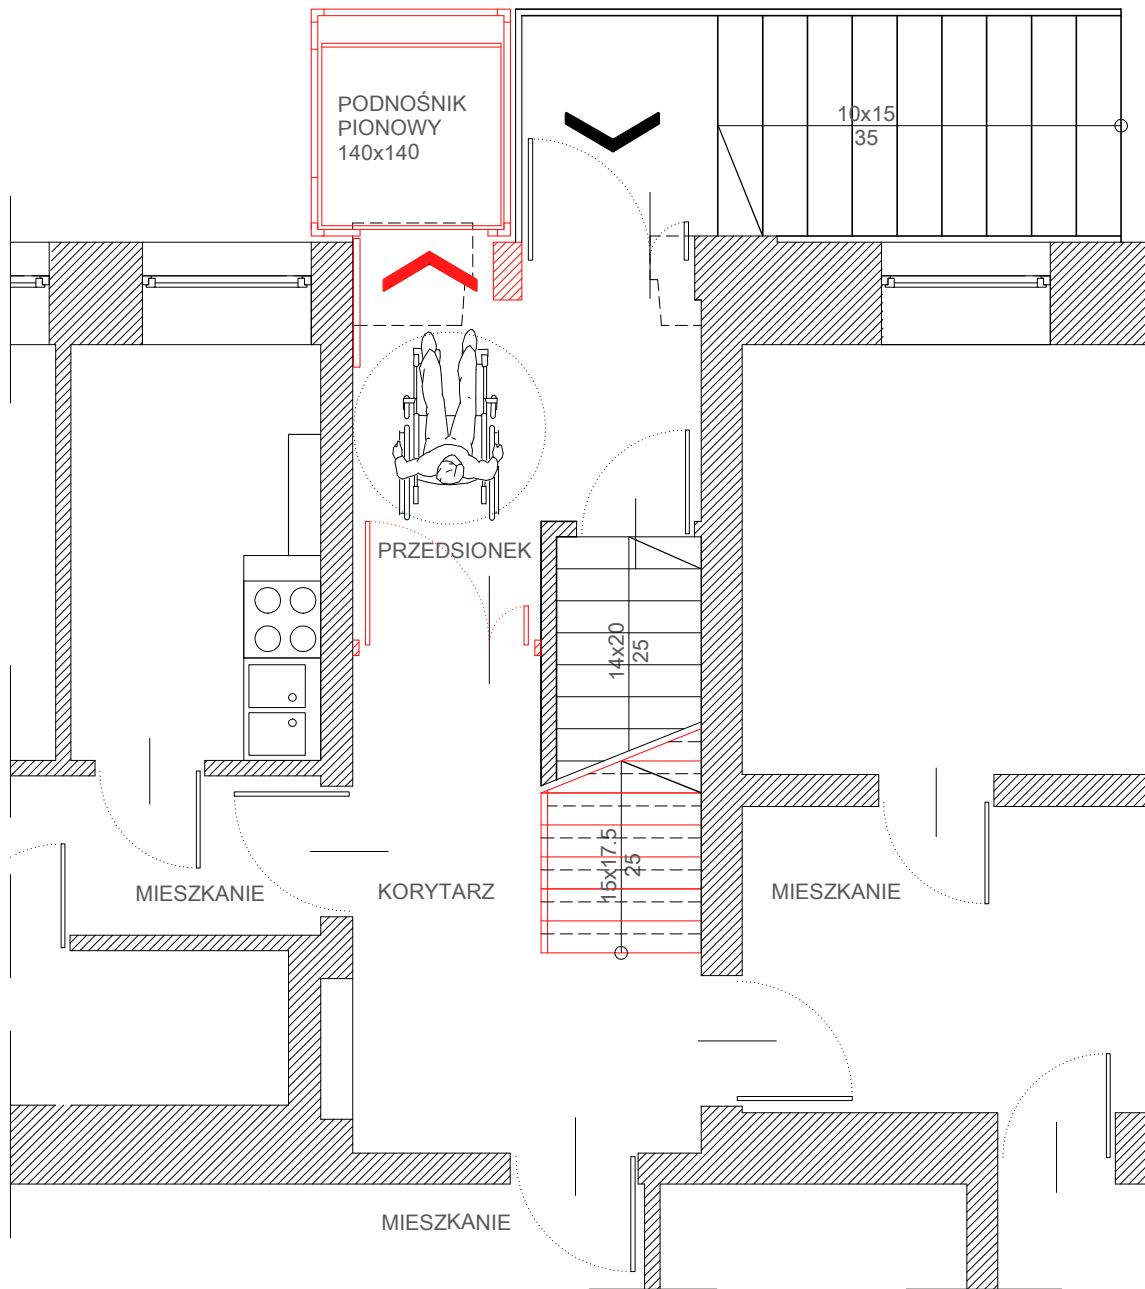 PODNOŚNIK
PIONOWY
140x140
10x15
35
PRZEDSIONEK
14x20
25
15x17.5
25
MIESZKANIE
KORYTARZ
MIESZKANIE
MIESZKANIE